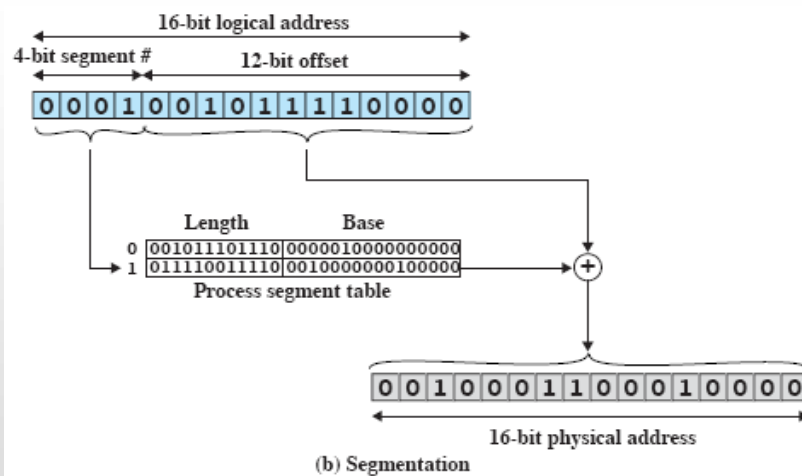 16-bit logical address
4-bit segment # 12-bit offset
0 0 0 1 0 0 1 0 1 1 1 1 0 0 0 0
Length Base
0 001011101110 0000010000000000
1 011110011110 0010000000100000
+
Process segment table
0 0 1 0 0 0 1 1 0 0 0 1 0 0 0 0
16-bit physical address
(b) Segmentation